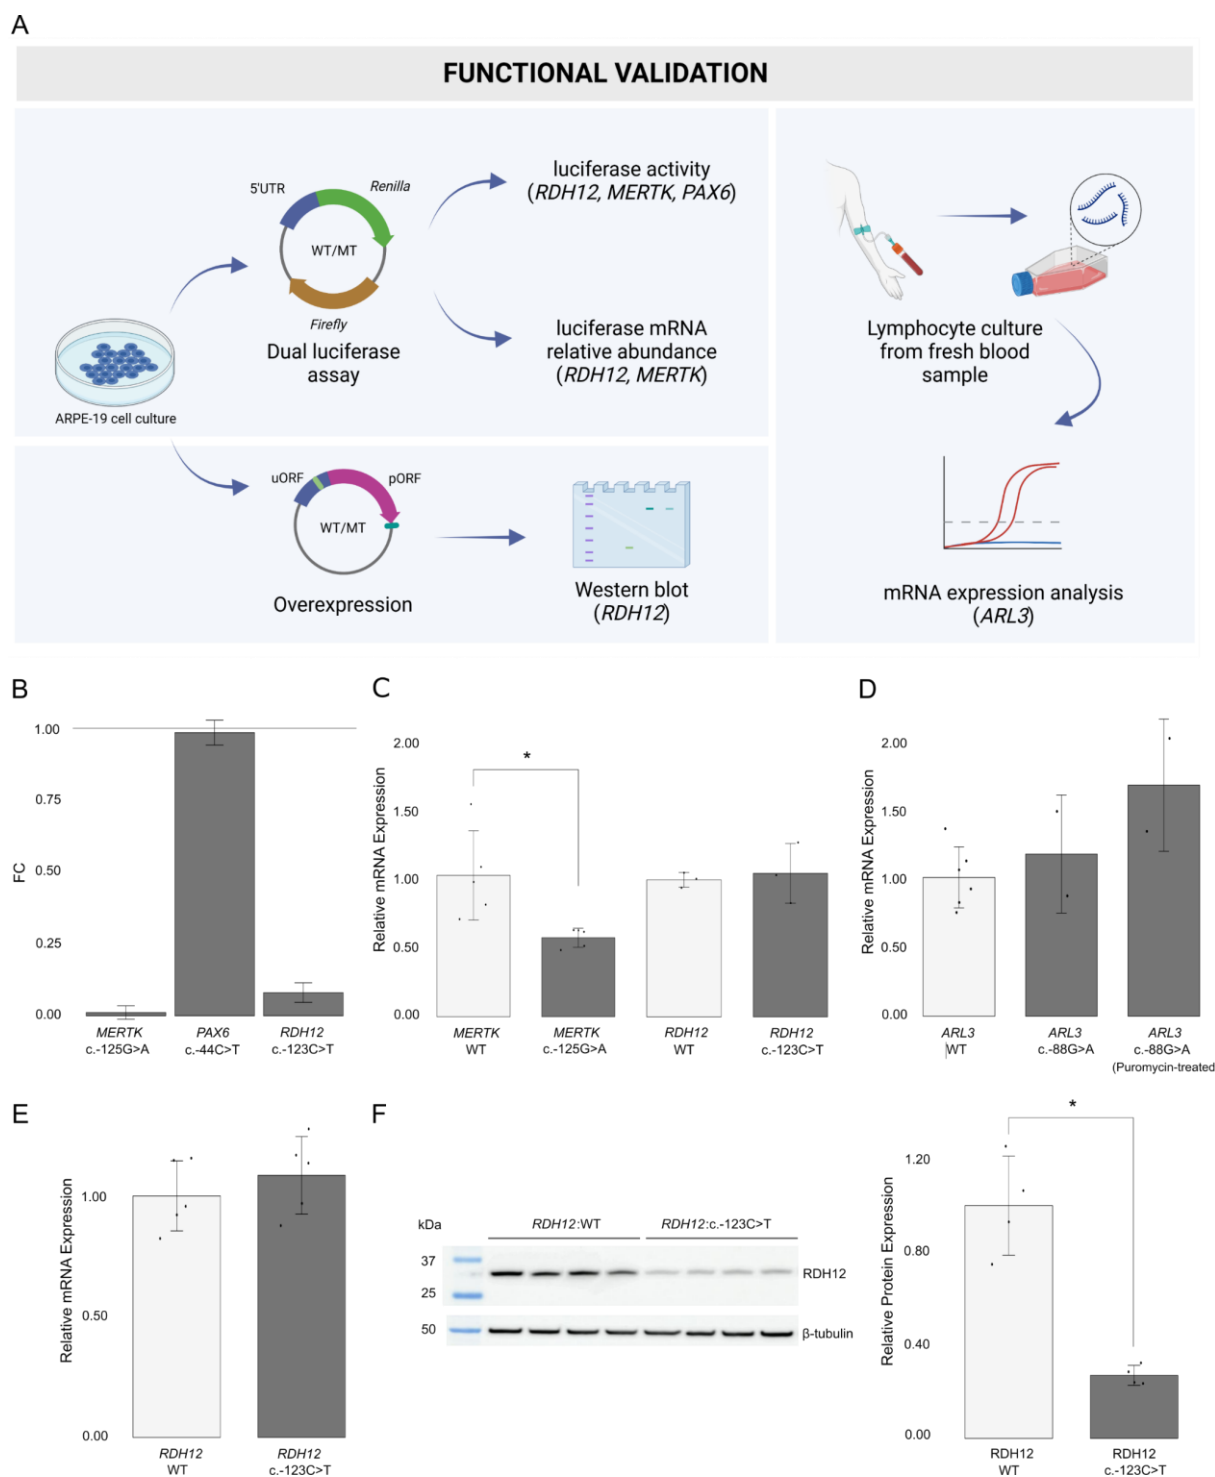 A
FUNCTIONAL VALIDATION
5'UTR
Renilla
WT/MT
Firefly
Dual luciferase
assay
luciferase activity
(RDH12, MERTK, PAX6)
luciferase mRNA
relative abundance
(RDH12, MERTK)
ARPE-19 cell culture
uORF
pORF
WT/MT
Overexpression
Western blot
(RDH12)
Lymphocyte culture
from fresh blood
sample
mRNA expression analysis
(ARL3)
B
FC
1.00
0.75
0.50
0.25
0.00
MERTK
c.-125G>A
PAX6
c.-44C>T
RDH12
c.-123C>T
C
Relative mRNA Expression
2.00
1.50
1.00
0.50
0.00
*
MERTK
WT
MERTK
c.-125G>A
RDH12
WT
RDH12
c.-123C>T
D
Relative mRNA Expression
2.00
1.50
1.00
0.50
0.00
ARL3
WT
ARL3
c.-88G>A
ARL3
c.-88G>A
(Puromycin-treated
E
Relative mRNA Expression
1.00
0.50
0.00
RDH12
WT
RDH12
c.-123C>T
F
kDa
RDH12:WT
RDH12:c.-123C>T
37
25
50
RDH12
β-tubulin
Relative Protein Expression
1.20
0.80
0.40
0.00
*
RDH12
WT
RDH12
c.-123C>T